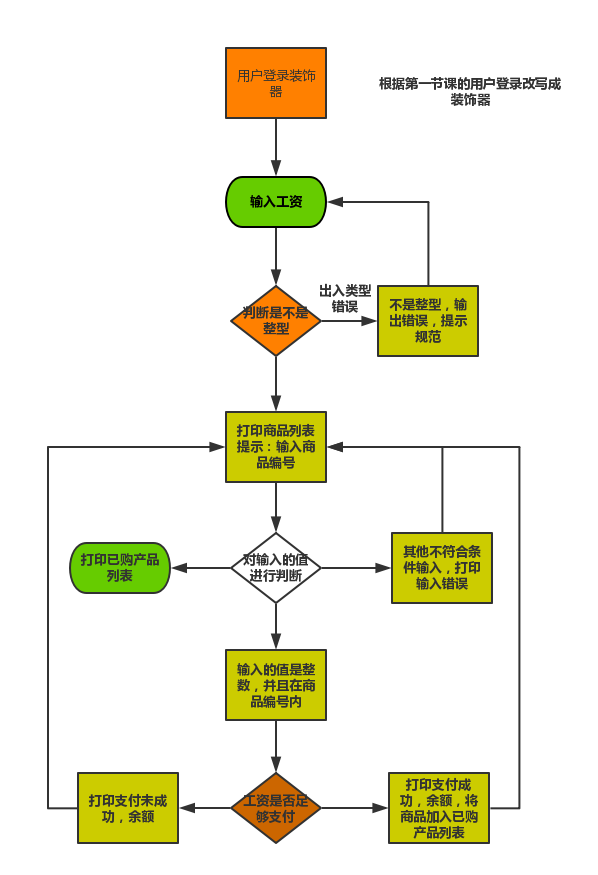 用户登录装饰
器
根据第一节课的用户登录改写成
装饰器
输入工资
出入类型
错误
判断是不是
整型
不是整型，输
出错误，提示
规范
打印商品列表
提示：输入商
品编号
打印已购产品
列表
对输入的值
进行判断
其他不符合条
件输入，打印
输入错误
输入的值是整
数，并且在商
品编号内
打印支付未成
功，余额
工资是否足
够支付
打印支付成
功，余额，将
商品加入已购
产品列表